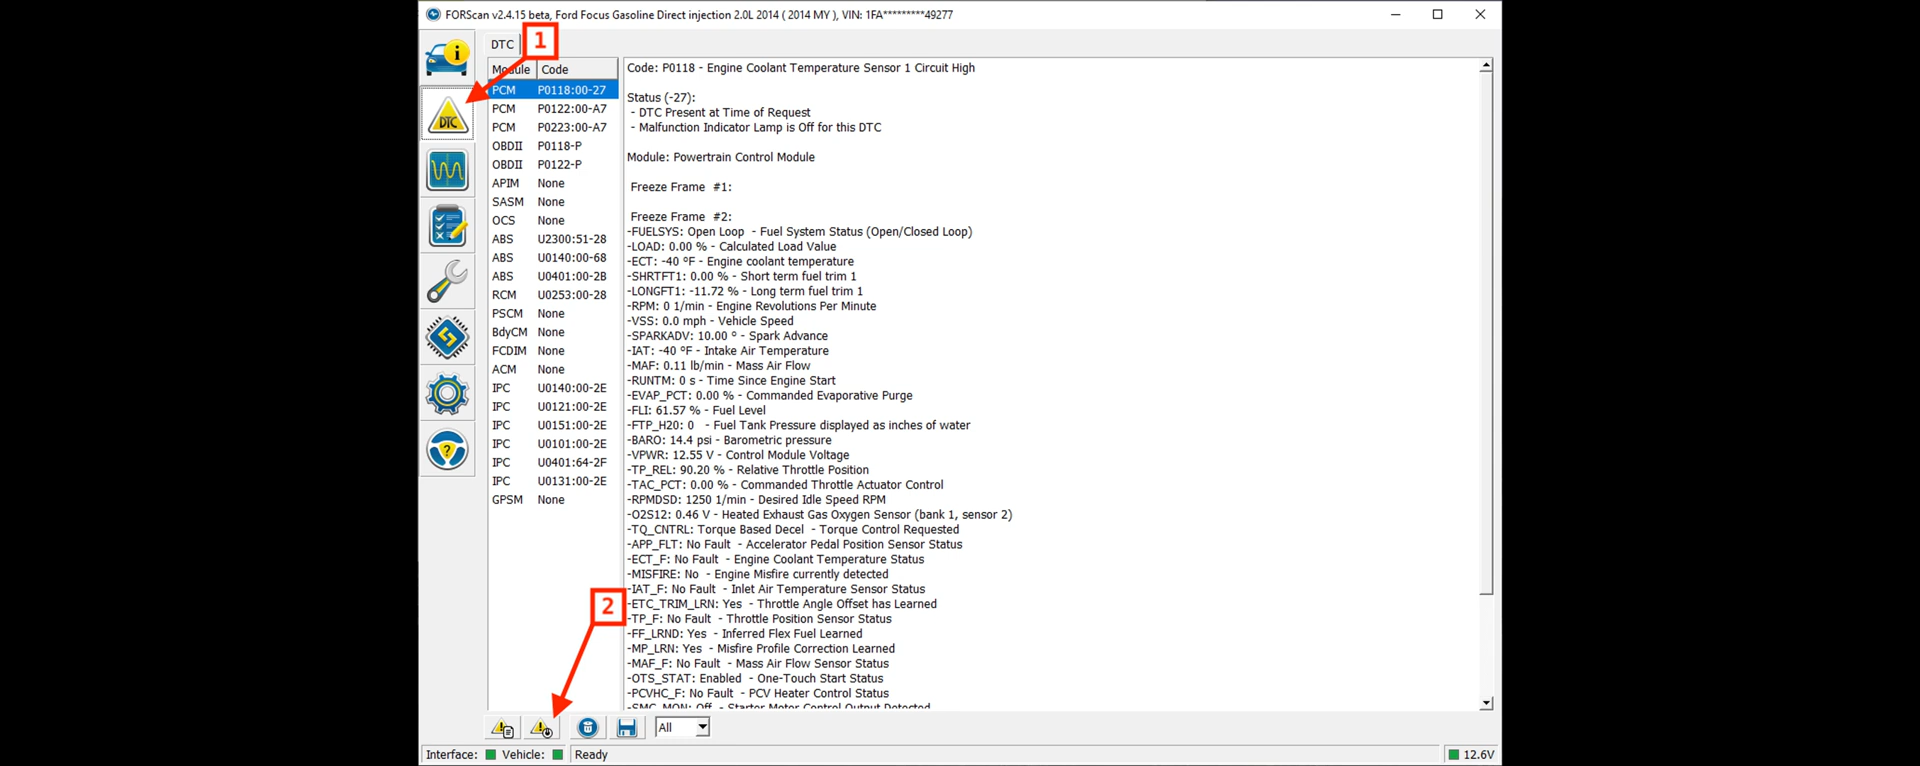 FORScan v2.4.15 beta, Ford Focus Gasoline Direct injection 2.0L 2014 ( 2014 MY ), VIN: 1FA*********49277
DTC
1
Module Code
PCM P0118:00-27
PCM P0122:00-A7
PCM P0223:00-A7
OBDII P0118-P
OBDII P0122-P
APIM None
SASM None
OCS None
ABS U2300:51-28
ABS U0140:00-68
ABS U0401:00-2B
RCM U0253:00-28
PSCM None
BdyCM None
FCDIM None
ACM None
IPC U0140:00-2E
IPC U0121:00-2E
IPC U0151:00-2E
IPC U0101:00-2E
IPC U0401:64-2F
IPC U0131:00-2E
GPSM None
Code: P0118 - Engine Coolant Temperature Sensor 1 Circuit High
Status (-27):
- DTC Present at Time of Request
- Malfunction Indicator Lamp is Off for this DTC
Module: Powertrain Control Module
Freeze Frame #1:
Freeze Frame #2:
-FUELSYS: Open Loop - Fuel System Status (Open/Closed Loop)
-LOAD: 0.00 % - Calculated Load Value
-ECT: -40 °F - Engine coolant temperature
-SHRTFT1: 0.00 % - Short term fuel trim 1
-LONGFT1: -11.72 % - Long term fuel trim 1
-RPM: 0 1/min - Engine Revolutions Per Minute
-VSS: 0.0 mph - Vehicle Speed
-SPARKADV: 10.00 ° - Spark Advance
-IAT: -40 °F - Intake Air Temperature
-MAF: 0.11 lb/min - Mass Air Flow
-RUNTM: 0 s - Time Since Engine Start
-EVAP_PCT: 0.00 % - Commanded Evaporative Purge
-FLI: 61.57 % - Fuel Level
-FTP_H20: 0 - Fuel Tank Pressure displayed as inches of water
-BARO: 14.4 psi - Barometric pressure
-VPWR: 12.55 V - Control Module Voltage
-TP_REL: 90.20 % - Relative Throttle Position
-TAC_PCT: 0.00 % - Commanded Throttle Actuator Control
-RPMDSD: 1250 1/min - Desired Idle Speed RPM
-O2S12: 0.46 V - Heated Exhaust Gas Oxygen Sensor (bank 1, sensor 2)
-TQ_CNTRL: Torque Based Decel - Torque Control Requested
-APP_FLT: No Fault - Accelerator Pedal Position Sensor Status
-ECT_F: No Fault - Engine Coolant Temperature Status
-MISFIRE: No - Engine Misfire currently detected
-IAT_F: No Fault - Inlet Air Temperature Sensor Status
-ETC_TRIM_LRN: Yes - Throttle Angle Offset has Learned
-TP_F: No Fault - Throttle Position Sensor Status
-FF_LRND: Yes - Inferred Flex Fuel Learned
-MP_LRN: Yes - Misfire Profile Correction Learned
-MAF_F: No Fault - Mass Air Flow Sensor Status
-OTS_STAT: Enabled - One-Touch Start Status
-PCVHC_F: No Fault - PCV Heater Control Status
-SMC_MON: Off - Starter Motor Control Output Detected
2
DTC
All
Interface: Vehicle: Ready
12.6V